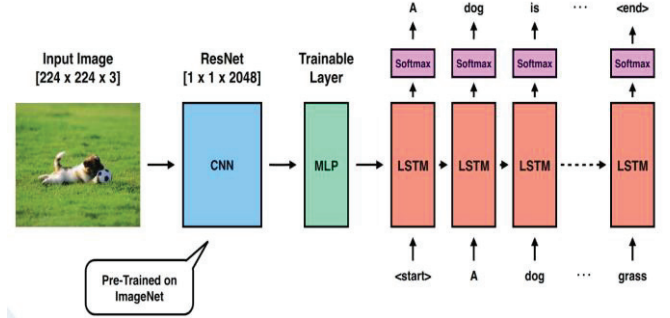 A dog is ... <end>
Softmax Softmax Softmax Softmax
Input Image
[224 x 224 x 3]
ResNet
[1 x 1 x 2048]
Trainable
Layer
CNN
MLP
LSTM LSTM LSTM LSTM
<start> A dog ... grass
Pre-Trained on
ImageNet